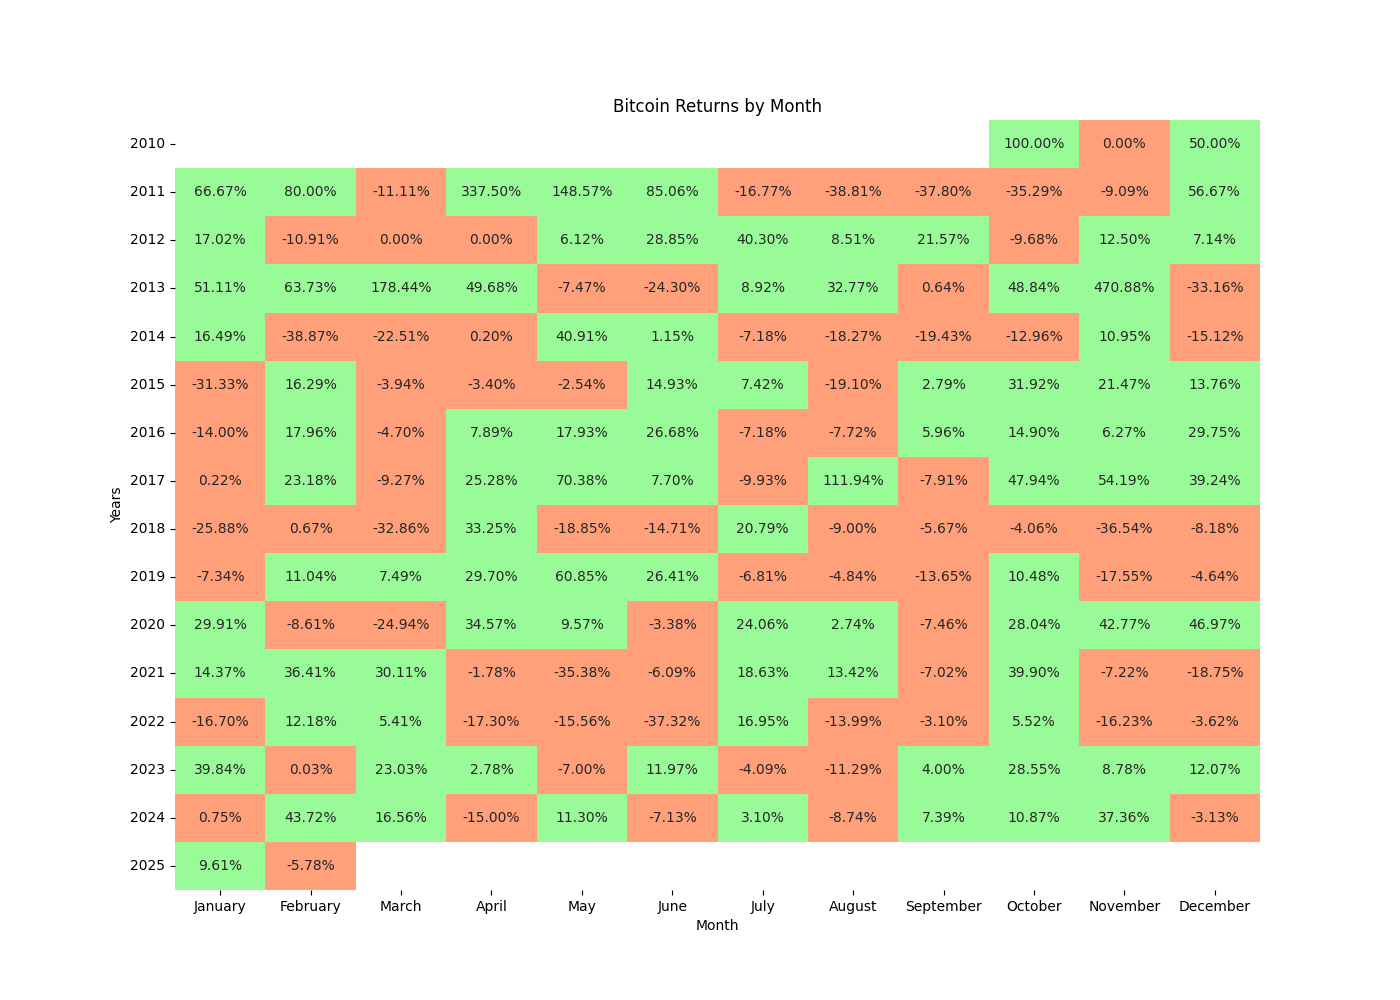 Bitcoin Returns by Month
2010 100.00% 0.00% 50.00%
2011 66.67% 80.00% -11.11% 337.50% 148.57% 85.06% -16.77% -38.81% -37.80% -35.29% -9.09% 56.67%
2012 17.02% -10.91% 0.00% 0.00% 6.12% 28.85% 40.30% 8.51% 21.57% -9.68% 12.50% 7.14%
2013 51.11% 63.73% 178.44% 49.68% -7.47% -24.30% 8.92% 32.77% 0.64% 48.84% 470.88% -33.16%
2014 16.49% -38.87% -22.51% 0.20% 40.91% 1.15% -7.18% -18.27% -19.43% -12.96% 10.95% -15.12%
2015 -31.33% 16.29% -3.94% -3.40% -2.54% 14.93% 7.42% -19.10% 2.79% 31.92% 21.47% 13.76%
2016 -14.00% 17.96% -4.70% 7.89% 17.93% 26.68% -7.18% -7.72% 5.96% 14.90% 6.27% 29.75%
2017 0.22% 23.18% -9.27% 25.28% 70.38% 7.70% -9.93% 111.94% -7.91% 47.94% 54.19% 39.24%
Years
2018 -25.88% 0.67% -32.86% 33.25% -18.85% -14.71% 20.79% -9.00% -5.67% -4.06% -36.54% -8.18%
2019 -7.34% 11.04% 7.49% 29.70% 60.85% 26.41% -6.81% -4.84% -13.65% 10.48% -17.55% -4.64%
2020 29.91% -8.61% -24.94% 34.57% 9.57% -3.38% 24.06% 2.74% -7.46% 28.04% 42.77% 46.97%
2021 14.37% 36.41% 30.11% -1.78% -35.38% -6.09% 18.63% 13.42% -7.02% 39.90% -7.22% -18.75%
2022 -16.70% 12.18% 5.41% -17.30% -15.56% -37.32% 16.95% -13.99% -3.10% 5.52% -16.23% -3.62%
2023 39.84% 0.03% 23.03% 2.78% -7.00% 11.97% -4.09% -11.29% 4.00% 28.55% 8.78% 12.07%
2024 0.75% 43.72% 16.56% -15.00% 11.30% -7.13% 3.10% -8.74% 7.39% 10.87% 37.36% -3.13%
2025 9.61% -5.78%
January February March April May June July August September October November December
Month